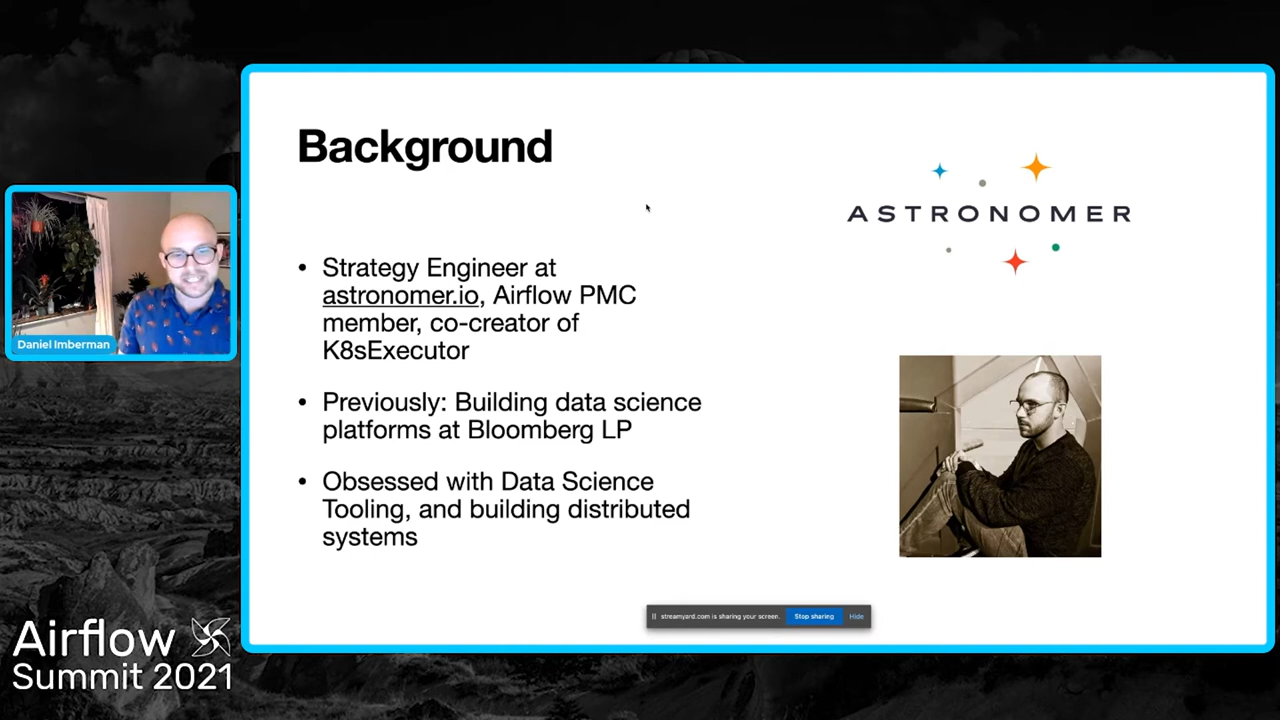 Background
ASTRONOMER
• Strategy Engineer at
astronomer.io, Airflow PMC
member, co-creator of
K8sExecutor
• Previously: Building data science
platforms at Bloomberg LP
• Obsessed with Data Science
Tooling, and building distributed
systems
Daniel Imberman
streamyard.com is sharing your screen. Stop sharing Hide
Airflow
Summit 2021